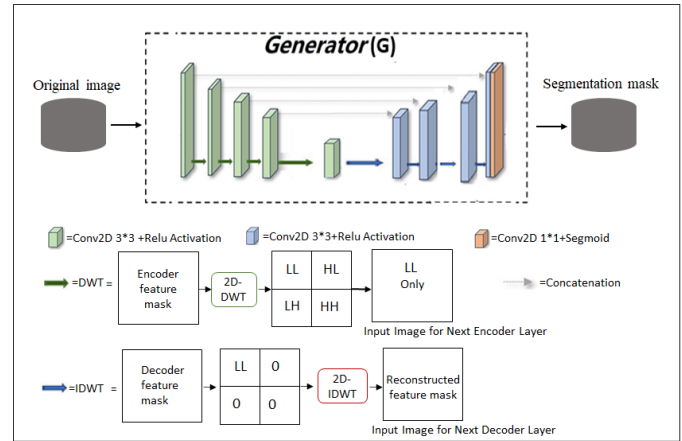 Generator(G)
Original image
Segmentation mask
=Conv2D 3*3 +Relu Activation
=Conv2D 3*3+Relu Activation
=Conv2D 1*1+Segmoid
=DWT =
Encoder
feature
mask
2D-
DWT
LL HL
LH HH
LL
Only
=Concatenation
Input Image for Next Encoder Layer
=IDWT =
Decoder
feature
mask
LL 0
0 0
2D-
IDWT
Reconstructed
feature mask
Input Image for Next Decoder Layer